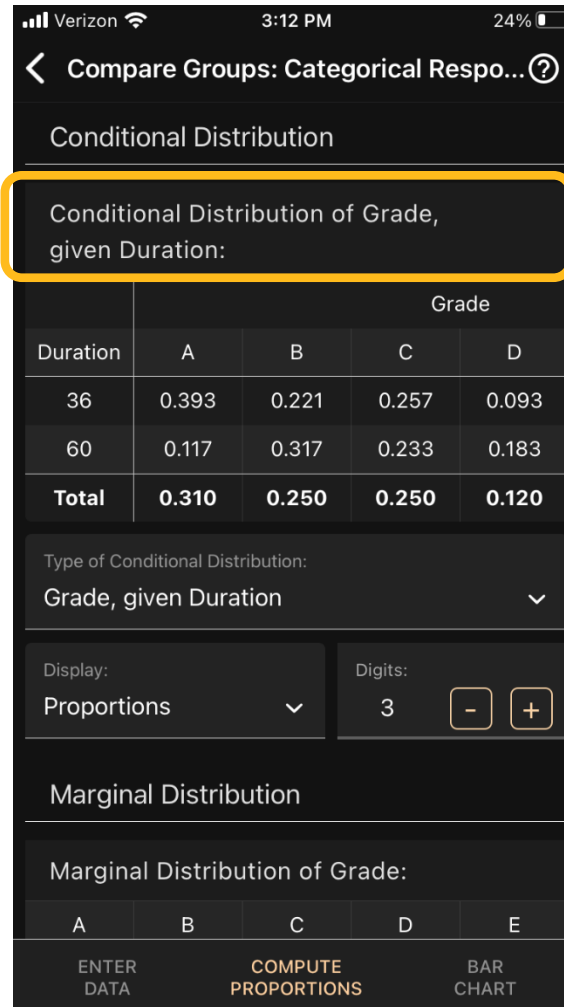 Verizon 3:12 PM 24%
Compare Groups: Categorical Respo... ?
Conditional Distribution
Conditional Distribution of Grade,
given Duration:
Grade
Duration A B C D
36 0.393 0.221 0.257 0.093
60 0.117 0.317 0.233 0.183
Total 0.310 0.250 0.250 0.120
Type of Conditional Distribution:
Grade, given Duration
Display: Digits:
Proportions 3 - +
Marginal Distribution
Marginal Distribution of Grade:
A B C D E
ENTER COMPUTE BAR
DATA PROPORTIONS CHART